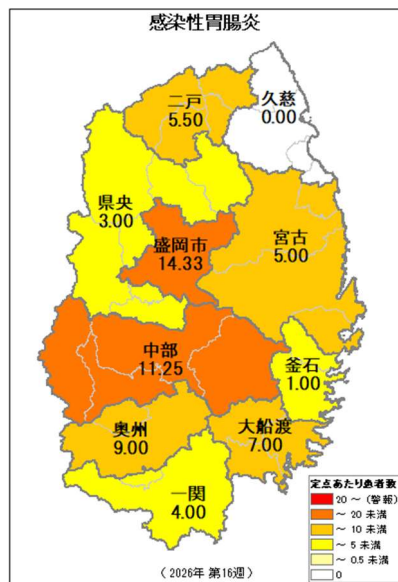 感染性胃腸炎
二戸
5.50
久慈
0.00
県央
3.00
盛岡市
14.33
宮古
5.00
中部
11.25
釜石
1.00
奥州
9.00
大船渡
7.00
一関
4.00
定点あたり患者数
20 ～ (警報)
～ 20 未満
～ 10 未満
～ 5 未満
～ 0.5 未満
0
(2026年 第16週)